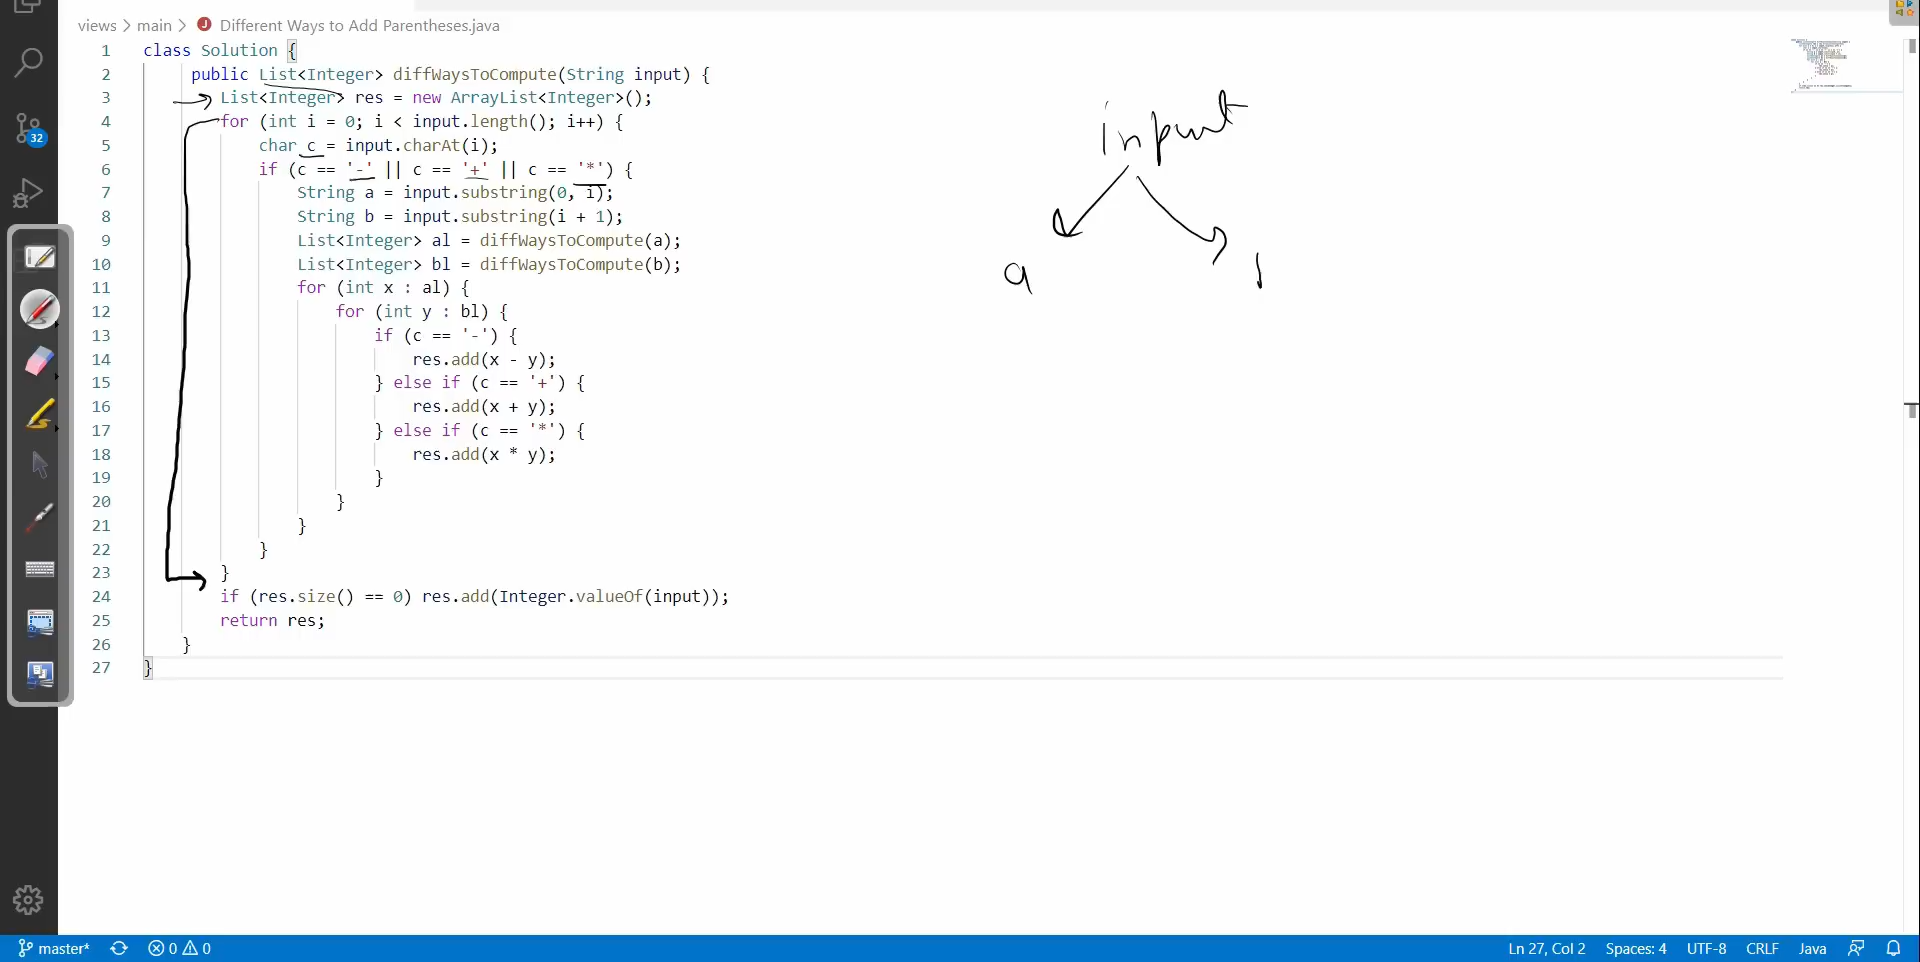 views > main > J Different Ways to Add Parentheses.java
1 class Solution {
2 public List<Integer> diffWaysToCompute(String input) {
3 List<Integer> res = new ArrayList<Integer>();
4 for (int i = 0; i < input.length(); i++) {
5 char c = input.charAt(i);
6 if (c == '-' || c == '+' || c == '*') {
7 String a = input.substring(0, i);
8 String b = input.substring(i + 1);
9 List<Integer> al = diffWaysToCompute(a);
10 List<Integer> bl = diffWaysToCompute(b);
11 for (int x : al) {
12 for (int y : bl) {
13 if (c == '-') {
14 res.add(x - y);
15 } else if (c == '+') {
16 res.add(x + y);
17 } else if (c == '*') {
18 res.add(x * y);
19 }
20 }
21 }
22 }
23 }
24 if (res.size() == 0) res.add(Integer.valueOf(input));
25 return res;
26 }
27 }
input
a
32
master* 0 0 Ln 27, Col 2 Spaces: 4 UTF-8 CRLF Java